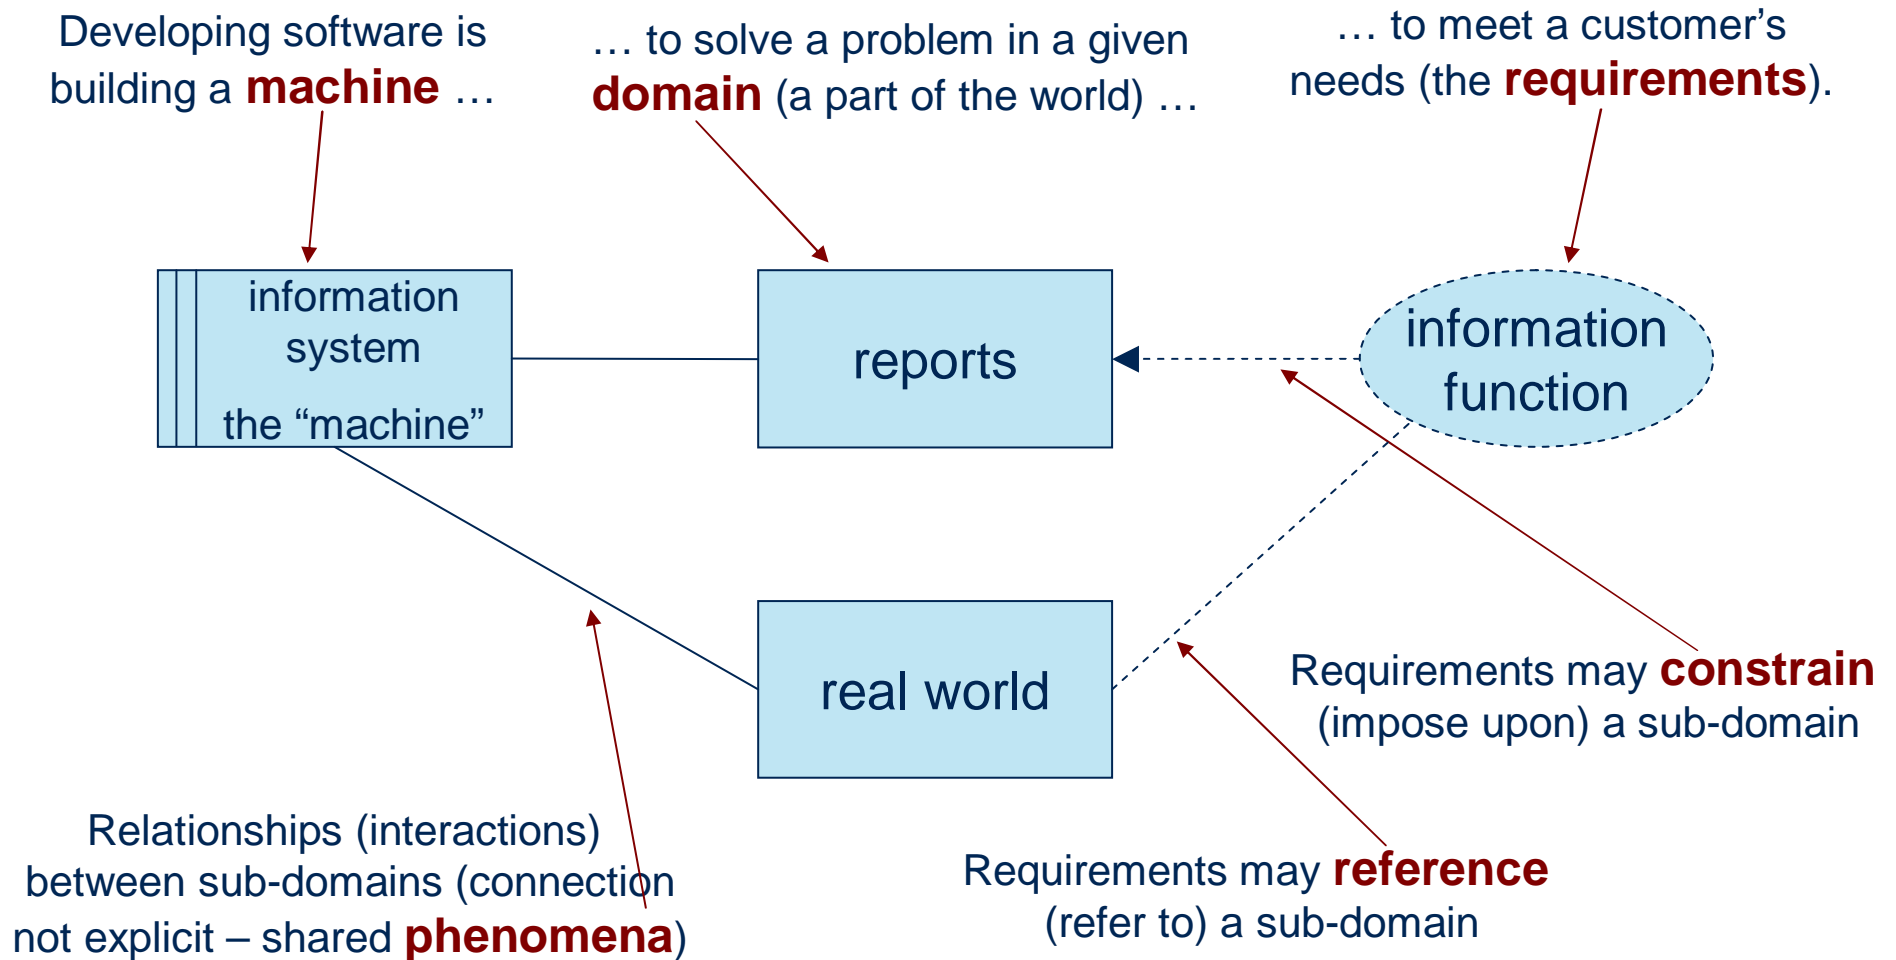 Developing software is
building a machine …
… to solve a problem in a given
domain (a part of the world) …
… to meet a customer’s
needs (the requirements).
information
system
the “machine”
reports
information
function
real world
Requirements may constrain
(impose upon) a sub-domain
Relationships (interactions)
between sub-domains (connection
not explicit – shared phenomena)
Requirements may reference
(refer to) a sub-domain